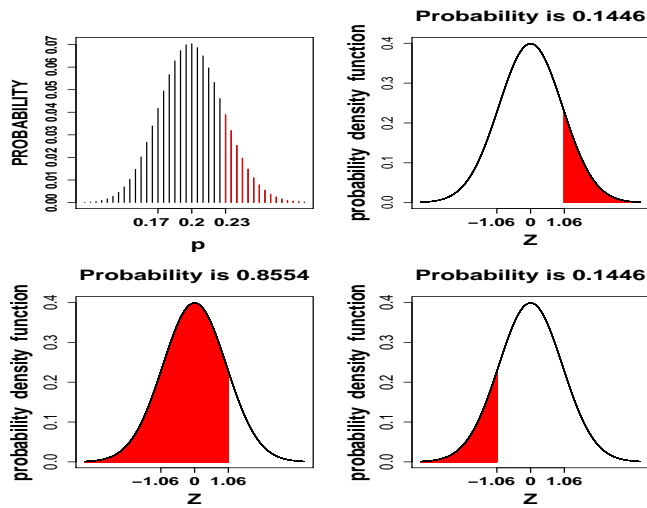 PROBABILITY
0.00 0.01 0.02 0.03 0.04 0.05 0.06 0.07
0.17 0.2 0.23
p
Probability is 0.1446
probability density function
0.0 0.1 0.2 0.3 0.4
−1.06 0 1.06
Z
Probability is 0.8554
probability density function
0.0 0.1 0.2 0.3 0.4
−1.06 0 1.06
Z
Probability is 0.1446
probability density function
0.0 0.1 0.2 0.3 0.4
−1.06 0 1.06
Z